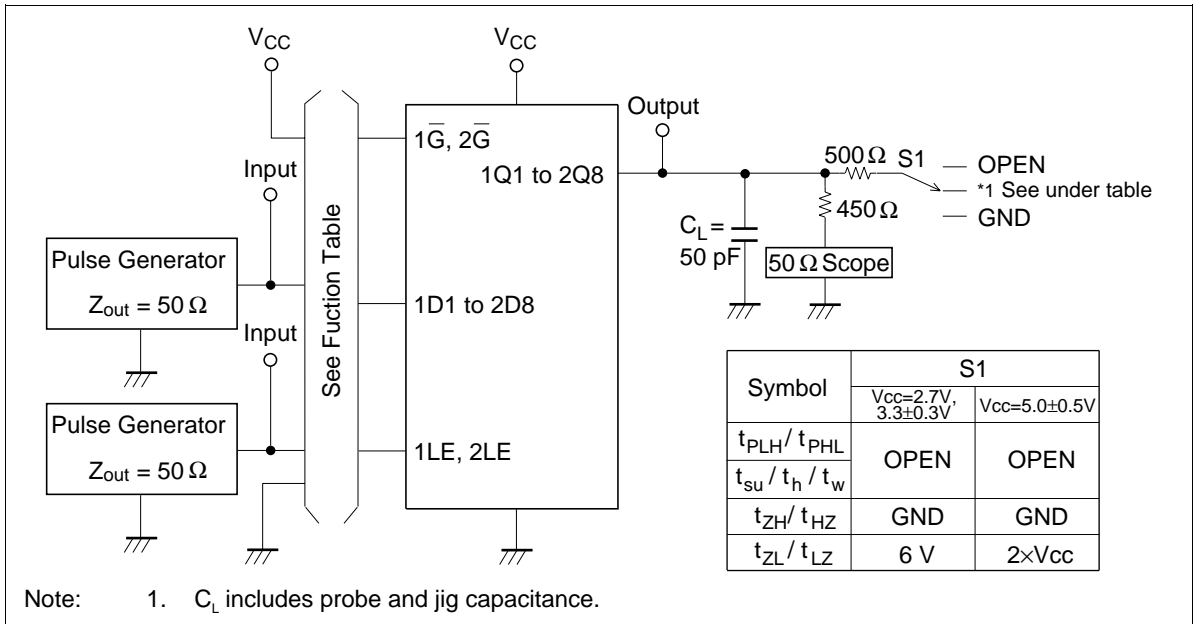 VCC
VCC
Output
1G, 2G
Input
1Q1 to 2Q8
500 Ω
S1
OPEN
*1 See under table
450 Ω
GND
CL =
50 pF
50 Ω Scope
See Fuction Table
Pulse Generator
Zout = 50 Ω
1D1 to 2D8
Input
Pulse Generator
Zout = 50 Ω
1LE, 2LE
Symbol
S1
Vcc=2.7V,
3.3±0.3V
Vcc=5.0±0.5V
tPLH / tPHL
OPEN
OPEN
tsu / th / tw
tZH / tHZ
GND
GND
tZL / tLZ
6 V
2×Vcc
Note: 1. CL includes probe and jig capacitance.